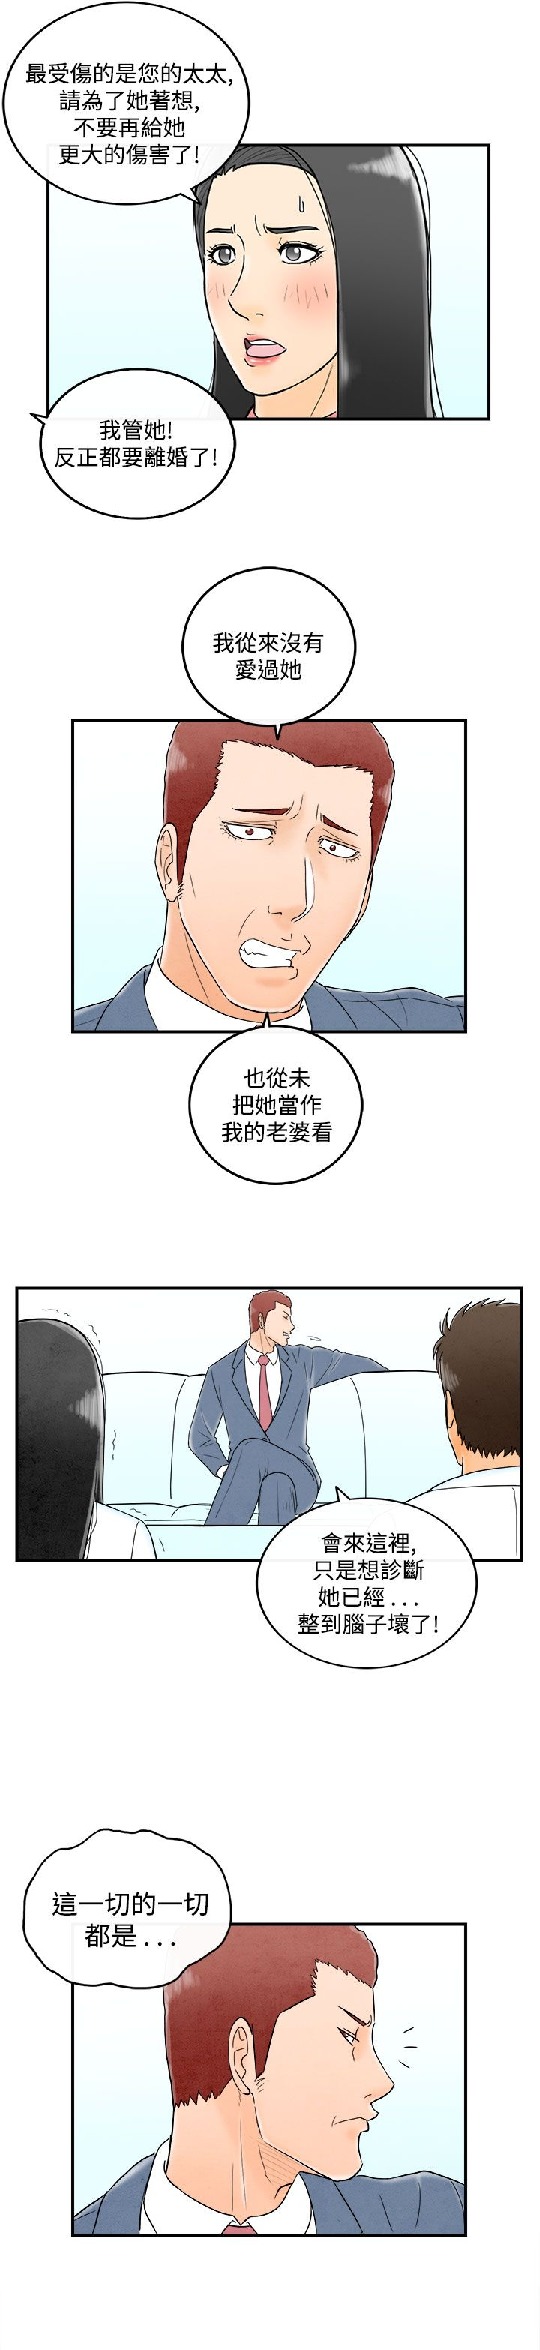 最受傷的是您的太太,
請為了她著想,
不要再給她
更大的傷害了!
我管她!
反正都要離婚了!
我從來沒有
愛過她
也從未
把她當作
我的老婆看
會來這裡,
只是想診斷
她已經...
整到腦子壞了!
這一切的一切
都是...